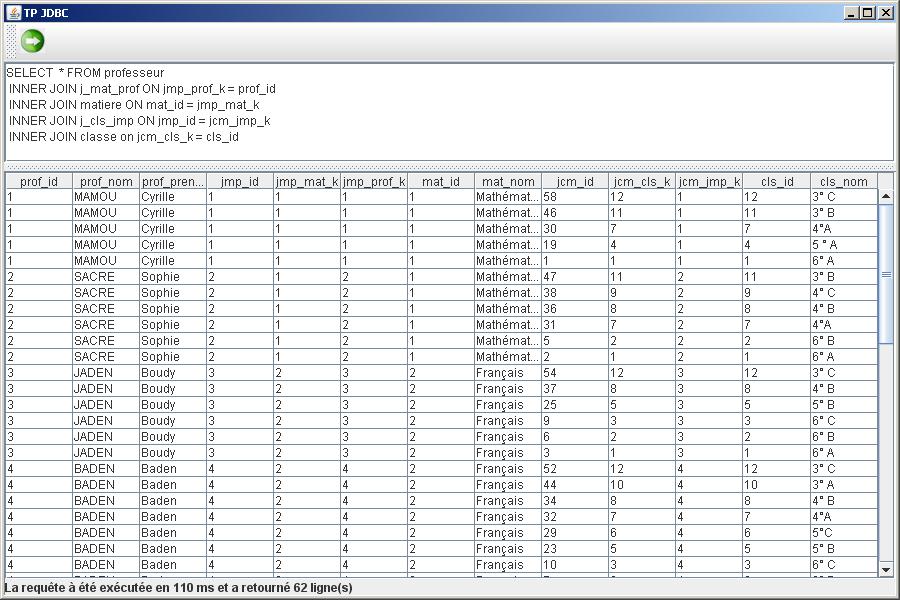 TP JDBC
SELECT * FROM professeur
INNER JOIN j_mat_prof ON jmp_prof_k = prof_id
INNER JOIN matiere ON mat_id = jmp_mat_k
INNER JOIN j_cls_jmp ON jmp_id = jcm_jmp_k
INNER JOIN classe on jcm_cls_k = cls_id
prof_id prof_nom prof_pren... jmp_id jmp_mat_k jmp_prof_k mat_id mat_nom jcm_id jcm_cls_k jcm_jmp_k cls_id cls_nom
1 MAMOU Cyrille 1 1 1 1 Mathémat... 58 12 1 12 3° C
1 MAMOU Cyrille 1 1 1 1 Mathémat... 46 11 1 11 3° B
1 MAMOU Cyrille 1 1 1 1 Mathémat... 30 7 1 7 4°A
1 MAMOU Cyrille 1 1 1 1 Mathémat... 19 4 1 4 5 ° A
1 MAMOU Cyrille 1 1 1 1 Mathémat... 1 1 1 1 6° A
2 SACRE Sophie 2 1 2 1 Mathémat... 47 11 2 11 3° B
2 SACRE Sophie 2 1 2 1 Mathémat... 38 9 2 9 4° C
2 SACRE Sophie 2 1 2 1 Mathémat... 36 8 2 8 4° B
2 SACRE Sophie 2 1 2 1 Mathémat... 31 7 2 7 4°A
2 SACRE Sophie 2 1 2 1 Mathémat... 5 2 2 2 6° B
2 SACRE Sophie 2 1 2 1 Mathémat... 2 1 2 1 6° A
3 JADEN Boudy 3 2 3 2 Français 54 12 3 12 3° C
3 JADEN Boudy 3 2 3 2 Français 37 8 3 8 4° B
3 JADEN Boudy 3 2 3 2 Français 25 5 3 5 5° B
3 JADEN Boudy 3 2 3 2 Français 9 3 3 3 6° C
3 JADEN Boudy 3 2 3 2 Français 6 2 3 2 6° B
3 JADEN Boudy 3 2 3 2 Français 3 1 3 1 6° A
4 BADEN Baden 4 2 4 2 Français 52 12 4 12 3° C
4 BADEN Baden 4 2 4 2 Français 44 10 4 10 3° A
4 BADEN Baden 4 2 4 2 Français 34 8 4 8 4° B
4 BADEN Baden 4 2 4 2 Français 32 7 4 7 4°A
4 BADEN Baden 4 2 4 2 Français 29 6 4 6 5°C
4 BADEN Baden 4 2 4 2 Français 23 5 4 5 5° B
4 BADEN Baden 4 2 4 2 Français 10 3 4 3 6° C
La requête à été exécutée en 110 ms et a retourné 62 ligne(s)